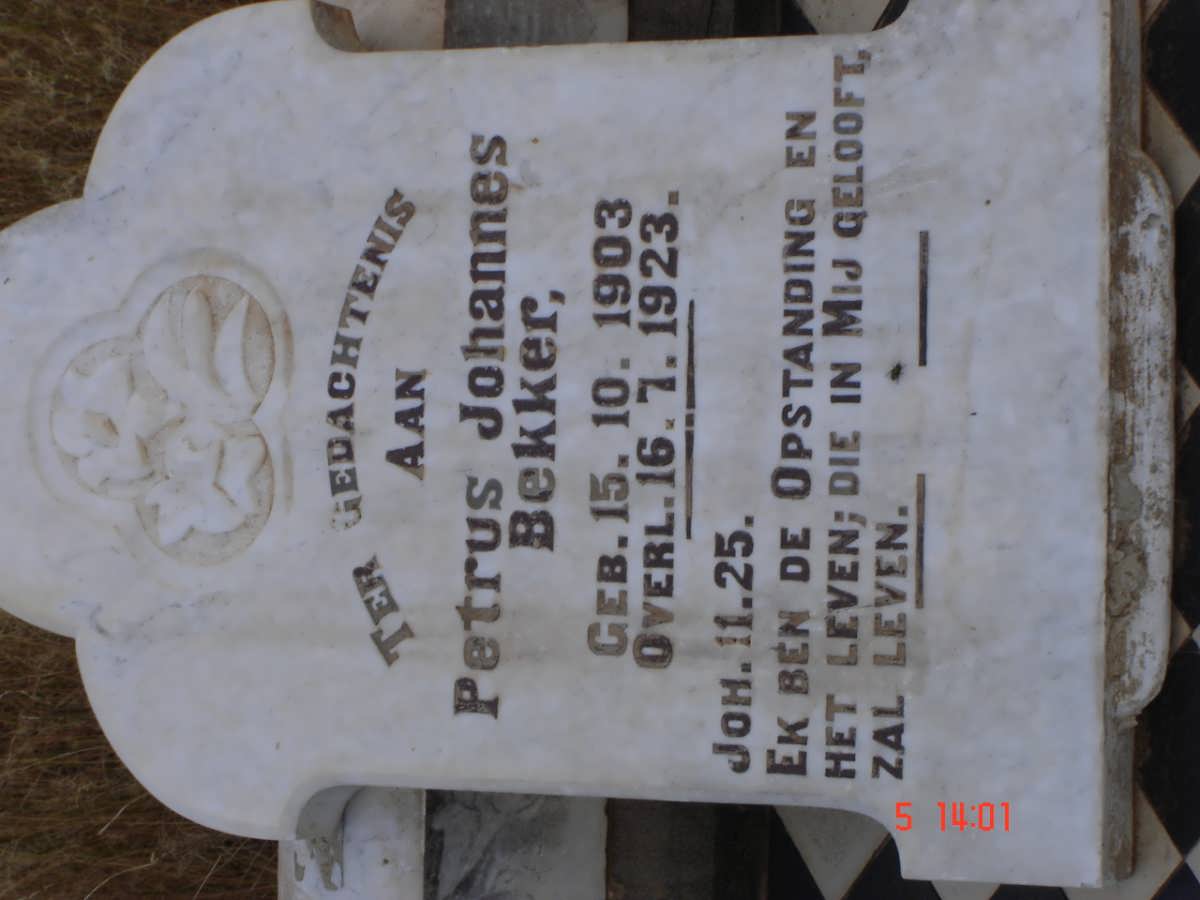 TER GEDACHTENIS
AAN
Petrus Johannes
Bekker,
GEB. 15. 10. 1903
OVERL. 16. 7. 1923.
JOH. 11.25.
EK BEN DE OPSTANDING EN
HET LEVEN; DIE IN MIJ GELOOFT,
ZAL LEVEN.
5 14:01